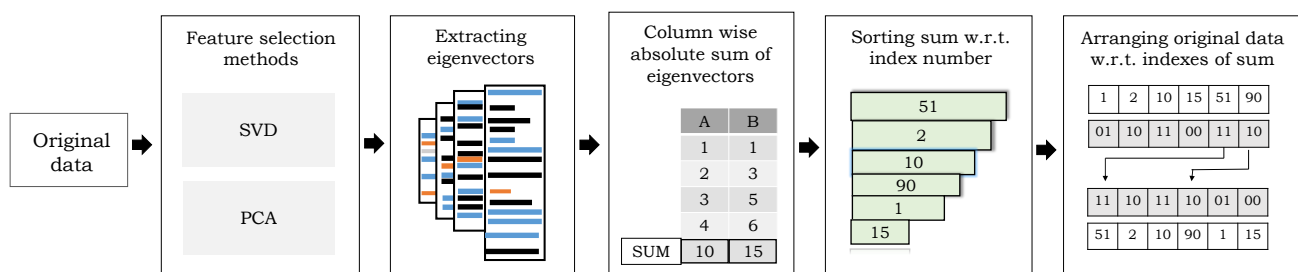 Original
data
Feature selection
methods
SVD
PCA
Extracting
eigenvectors
Column wise
absolute sum of
eigenvectors
A B
1 1
2 3
3 5
4 6
SUM 10 15
Sorting sum w.r.t.
index number
51
2
10
90
1
15
Arranging original data
w.r.t. indexes of sum
1 2 10 15 51 90
01 10 11 00 11 10
11 10 11 10 01 00
51 2 10 90 1 15